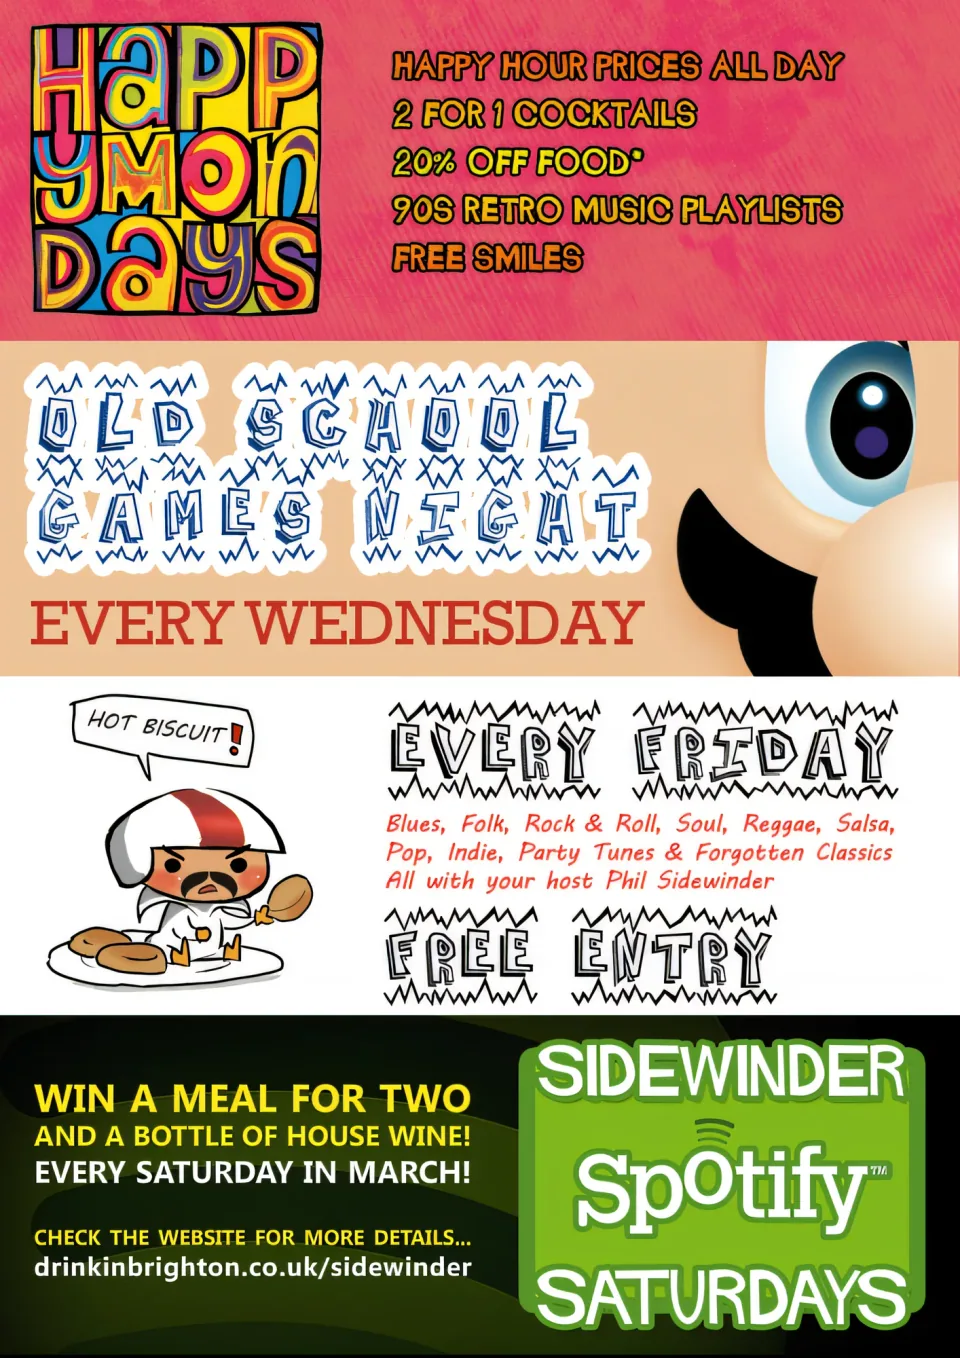 Happ
ymon
Days
HAPPY HOUR PRICES ALL DAY
2 FOR 1 COCKTAILS
20% OFF FOOD*
90S RETRO MUSIC PLAYLISTS
FREE SMILES
OLD SCHOOL
GAMES NIGHT
EVERY WEDNESDAY
HOT BISCUIT!
EVERY FRIDAY
Blues, Folk, Rock & Roll, Soul, Reggae, Salsa,
Pop, Indie, Party Tunes & Forgotten Classics
All with your host Phil Sidewinder
FREE ENTRY
WIN A MEAL FOR TWO
AND A BOTTLE OF HOUSE WINE!
EVERY SATURDAY IN MARCH!
CHECK THE WEBSITE FOR MORE DETAILS...
drinkinbrighton.co.uk/sidewinder
SIDEWINDER
Spotify™
SATURDAYS